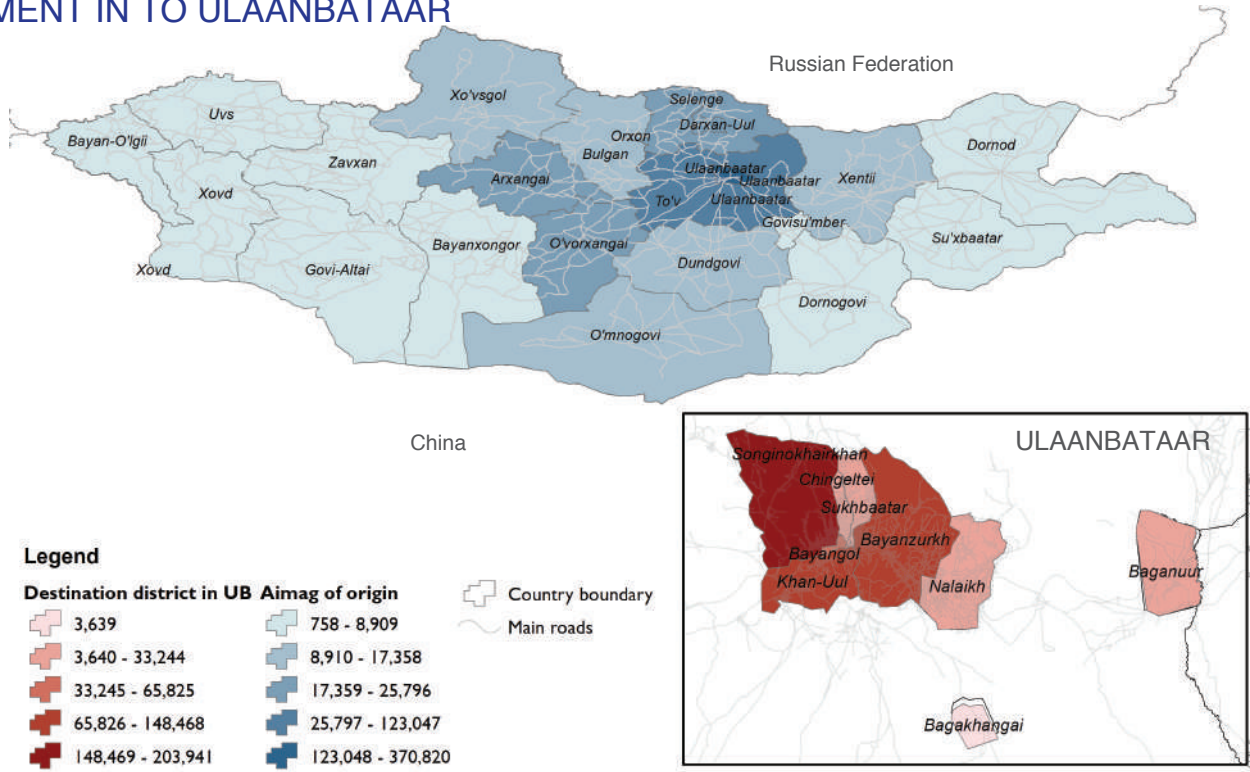 MENT IN TO ULAANBATAAR
Russian Federation
Xo'vsgol
Selenge
Uvs
Darxan-Uul
Bayan-O'lgii
Orxon
Dornod
Bulgan
Zavxan
Ulaanbaatar
Arxangai
Ulaanbaatar
Xentii
Xovd
To'v
Ulaanbaatar
Govisu'mber
Bayanxongor
O'vorxangai
Su'xbaatar
Xovd
Govi-Altai
Dundgovi
Dornogovi
O'mnogovi
China
ULAANBATAAR
Songinokhairkhan
Chingeltei
Sukhbaatar
Bayanzurkh
Bayangol
Khan-Uul
Nalaikh
Baganuur
Bagakhangai
Legend
Destination district in UB
3,639
3,640 - 33,244
33,245 - 65,825
65,826 - 148,468
148,469 - 203,941
Aimag of origin
758 - 8,909
8,910 - 17,358
17,359 - 25,796
25,797 - 123,047
123,048 - 370,820
Country boundary
Main roads